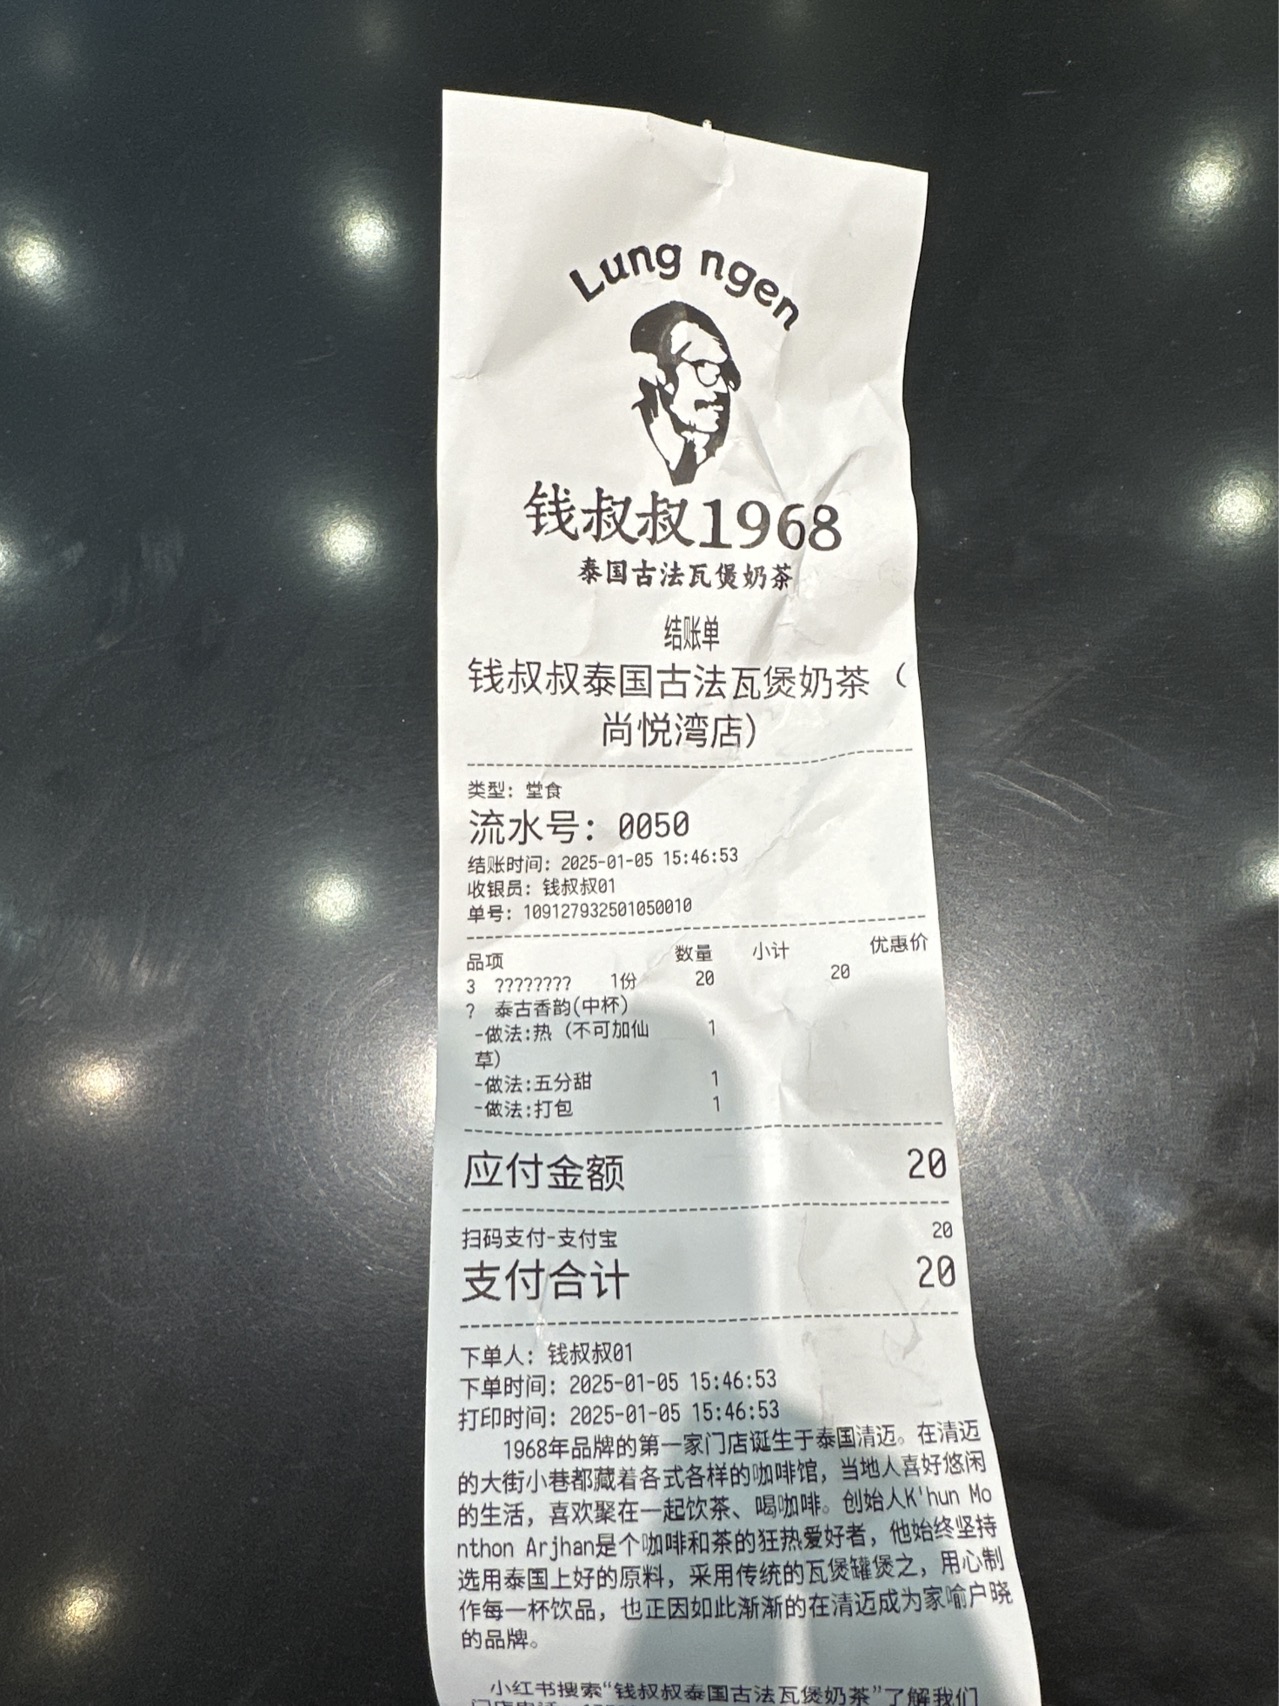 Lung ngen
钱叔叔1968
泰国古法瓦煲奶茶
结账单
钱叔叔泰国古法瓦煲奶茶（
尚悦湾店）
类型：堂食
流水号：0050
结账时间：2025-01-05 15:46:53
收银员：钱叔叔01
单号：109127932501050010
品项 数量 小计 优惠价
3 ???????? 1份 20 20
? 泰古香韵(中杯)
-做法:热（不可加仙 1
草）
-做法:五分甜 1
-做法:打包 1
应付金额 20
扫码支付-支付宝 20
支付合计 20
下单人：钱叔叔01
下单时间：2025-01-05 15:46:53
打印时间：2025-01-05 15:46:53
1968年品牌的第一家门店诞生于泰国清迈。在清迈
的大街小巷都藏着各式各样的咖啡馆，当地人喜好悠闲
的生活，喜欢聚在一起饮茶、喝咖啡。创始人K'hun Mo
nthon Arjhan是个咖啡和茶的狂热爱好者，他始终坚持
选用泰国上好的原料，采用传统的瓦煲罐煲之，用心制
作每一杯饮品，也正因如此渐渐的在清迈成为家喻户晓
的品牌。
小红书搜索“钱叔叔泰国古法瓦煲奶茶”了解我们